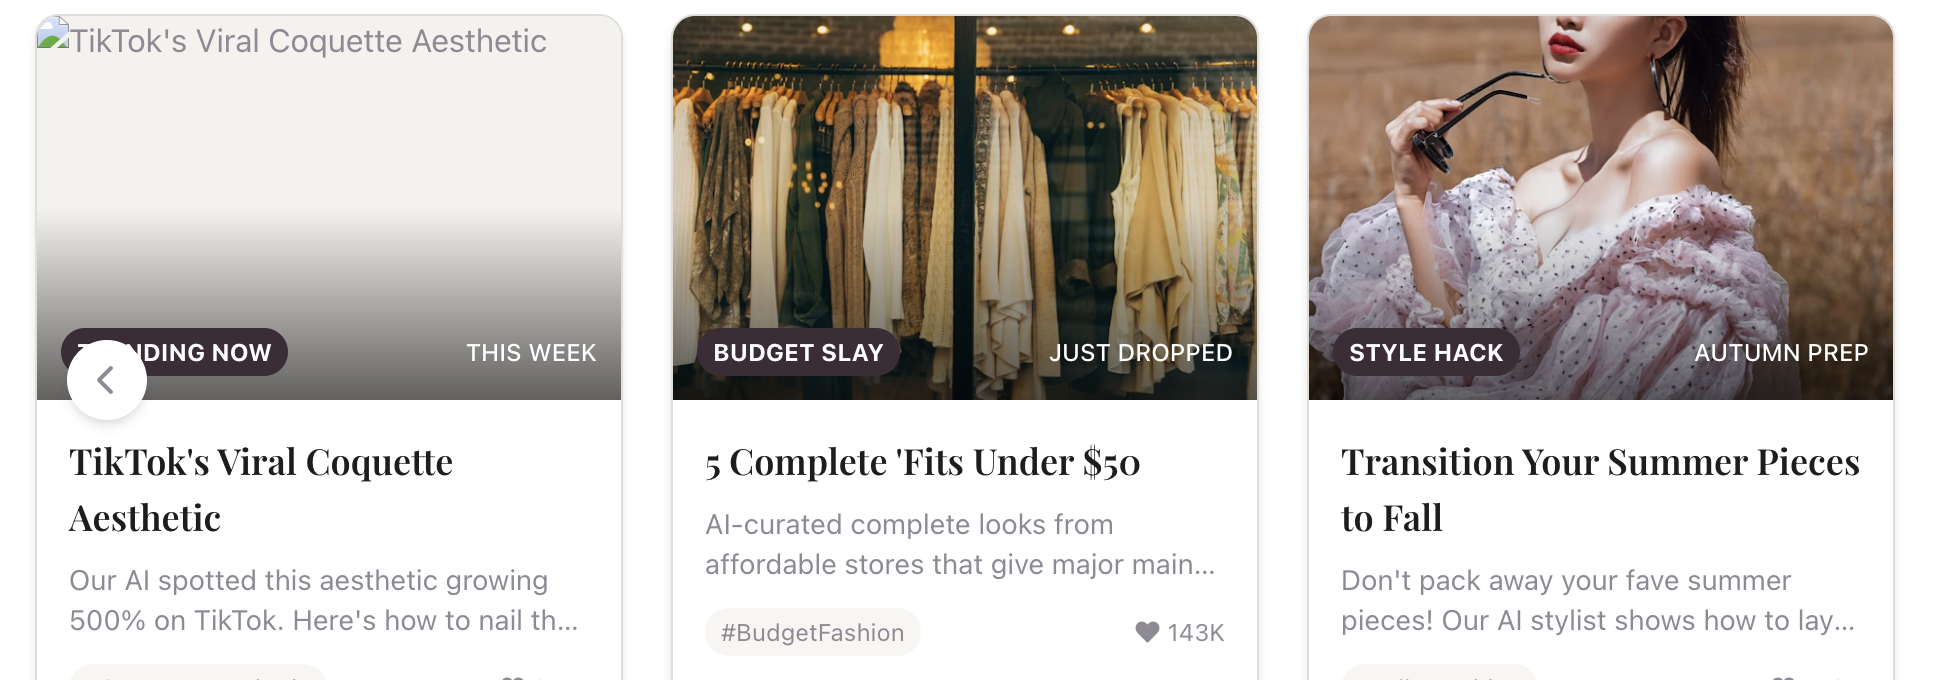 TikTok's Viral Coquette Aesthetic
NDING NOW
THIS WEEK
TikTok's Viral Coquette
Aesthetic
Our AI spotted this aesthetic growing
500% on TikTok. Here's how to nail th...
BUDGET SLAY
JUST DROPPED
5 Complete 'Fits Under $50
AI-curated complete looks from
affordable stores that give major main...
#BudgetFashion
143K
STYLE HACK
AUTUMN PREP
Transition Your Summer Pieces
to Fall
Don't pack away your fave summer
pieces! Our AI stylist shows how to lay...